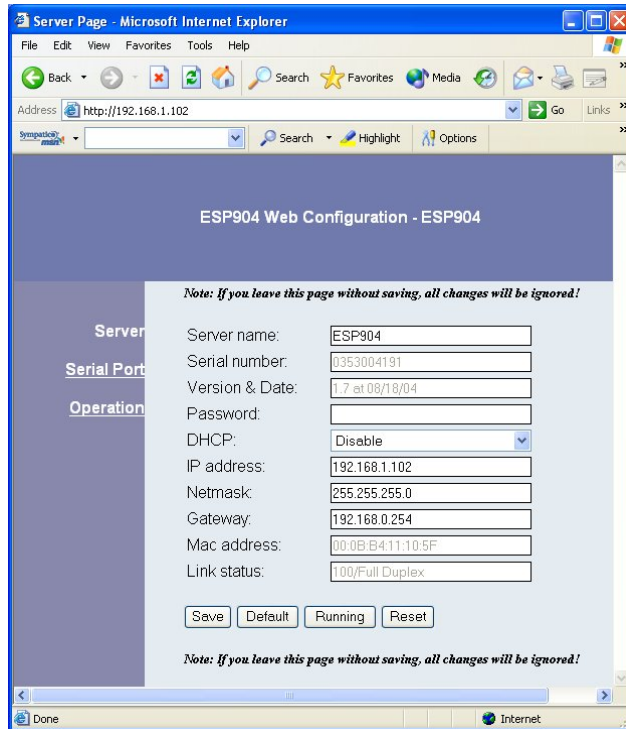 Server Page - Microsoft Internet Explorer
File Edit View Favorites Tools Help
Back Search Favorites Media »
Address http://192.168.1.102 Go Links »
Sympatico msn Search Highlight Options »
ESP904 Web Configuration - ESP904
Note: If you leave this page without saving, all changes will be ignored!
Server
Serial Port
Operation
Server name: ESP904
Serial number: 0353004191
Version & Date: 1.7 at 08/18/04
Password:
DHCP: Disable
IP address: 192.168.1.102
Netmask: 255.255.255.0
Gateway: 192.168.0.254
Mac address: 00:0B:B4:11:10:5F
Link status: 100/Full Duplex
Save Default Running Reset
Note: If you leave this page without saving, all changes will be ignored!
Done Internet